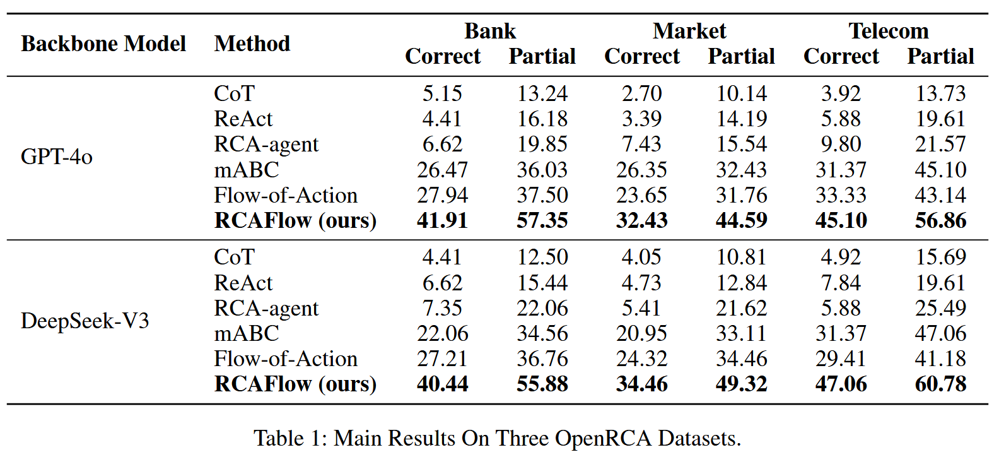 Backbone Model Method Bank Market Telecom
Correct Partial Correct Partial Correct Partial
GPT-4o
CoT 5.15 13.24 2.70 10.14 3.92 13.73
ReAct 4.41 16.18 3.39 14.19 5.88 19.61
RCA-agent 6.62 19.85 7.43 15.54 9.80 21.57
mABC 26.47 36.03 26.35 32.43 31.37 45.10
Flow-of-Action 27.94 37.50 23.65 31.76 33.33 43.14
RCAFlow (ours) 41.91 57.35 32.43 44.59 45.10 56.86
DeepSeek-V3
CoT 4.41 12.50 4.05 10.81 4.92 15.69
ReAct 6.62 15.44 4.73 12.84 7.84 19.61
RCA-agent 7.35 22.06 5.41 21.62 5.88 25.49
mABC 22.06 34.56 20.95 33.11 31.37 47.06
Flow-of-Action 27.21 36.76 24.32 34.46 29.41 41.18
RCAFlow (ours) 40.44 55.88 34.46 49.32 47.06 60.78
Table 1: Main Results On Three OpenRCA Datasets.